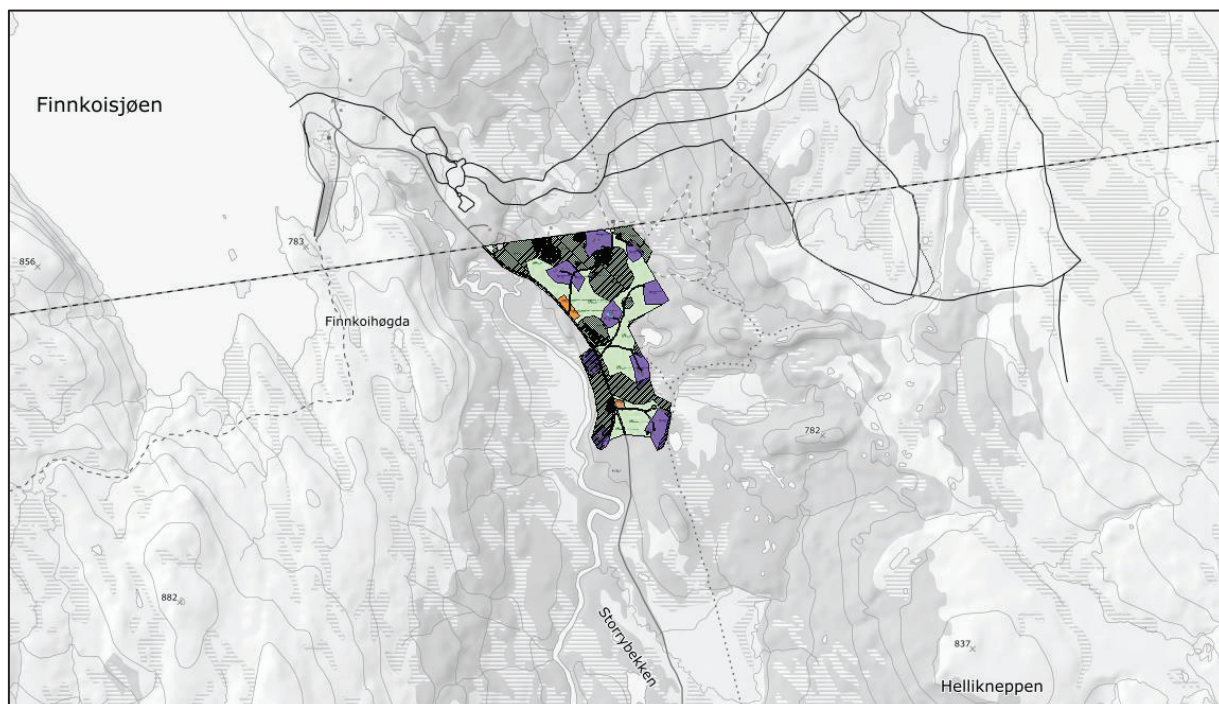 Finnkoisjøen
783
856
Finnkoihøgda
782
882
Storrybekken
837
Hellikneppen